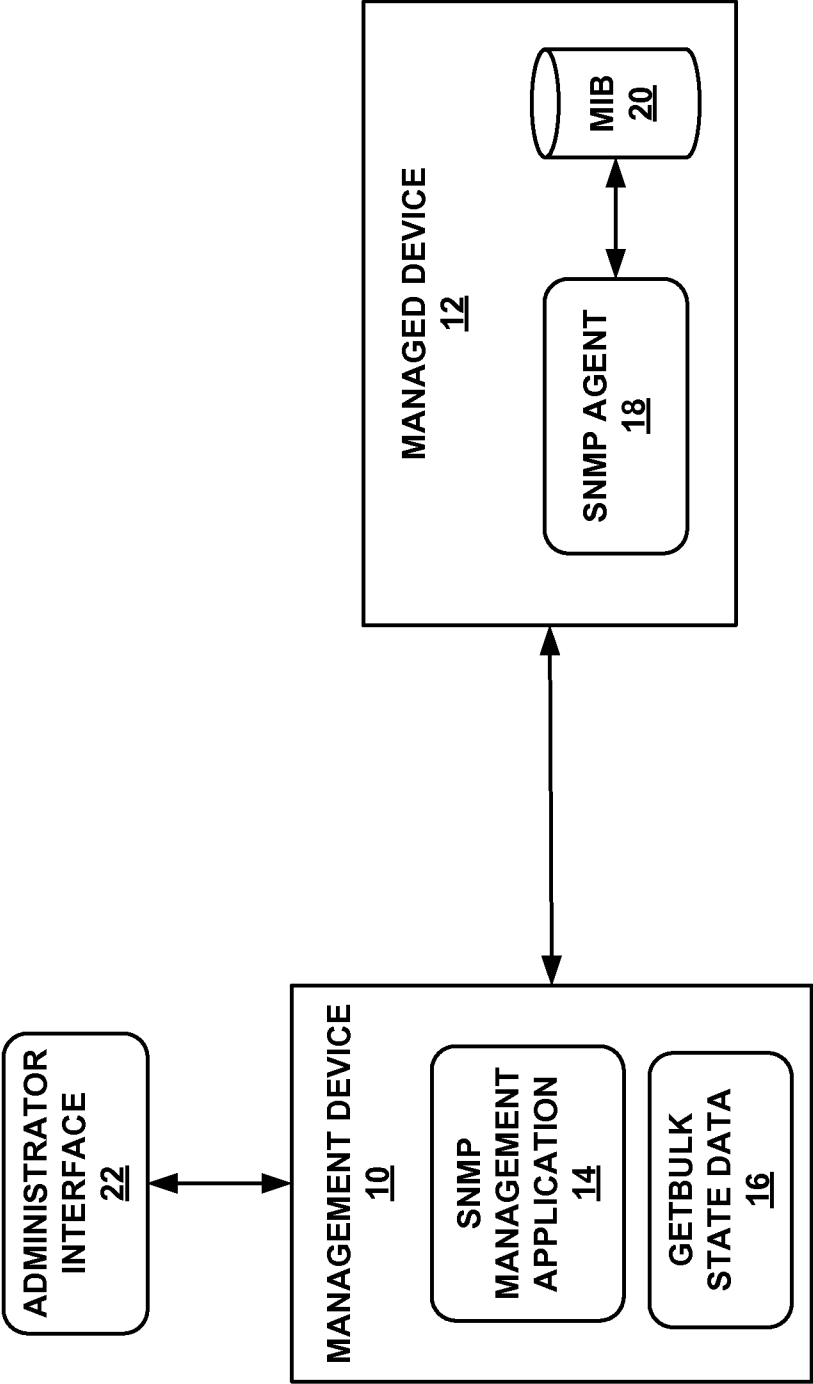 ADMINISTRATOR
INTERFACE
22
MANAGEMENT DEVICE
10
SNMP
MANAGEMENT
APPLICATION
14
GETBULK
STATE DATA
16
MANAGED DEVICE
12
SNMP AGENT
18
MIB
20